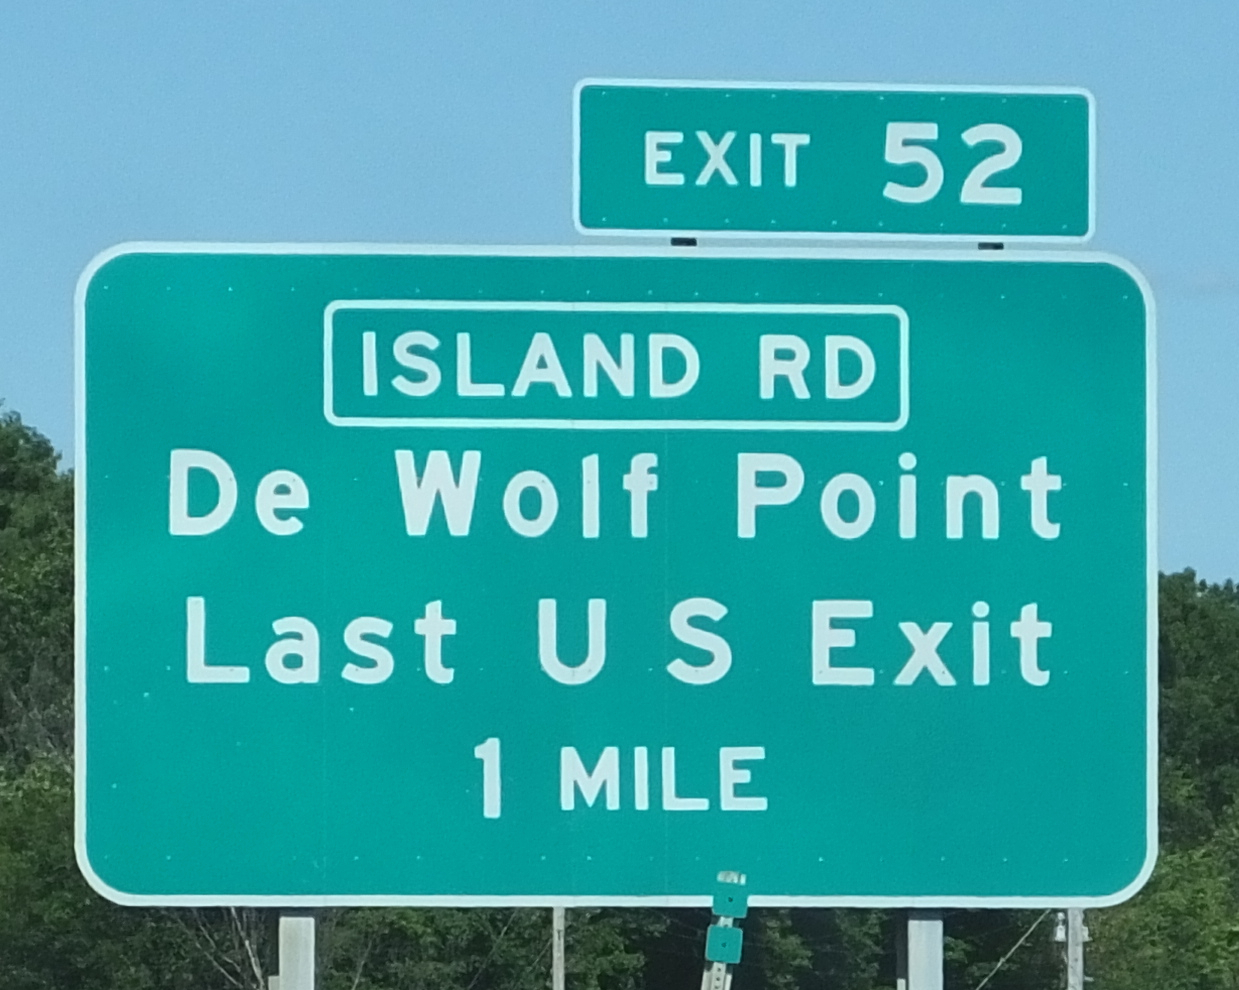 EXIT 52
ISLAND RD
De Wolf Point
Last U S Exit
1 MILE